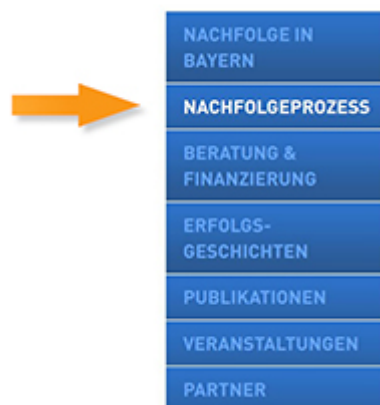 NACHFOLGE IN
BAYERN
NACHFOLGEPROZESS
BERATUNG &
FINANZIERUNG
ERFOLGS-
GESCHICHTEN
PUBLIKATIONEN
VERANSTALTUNGEN
PARTNER